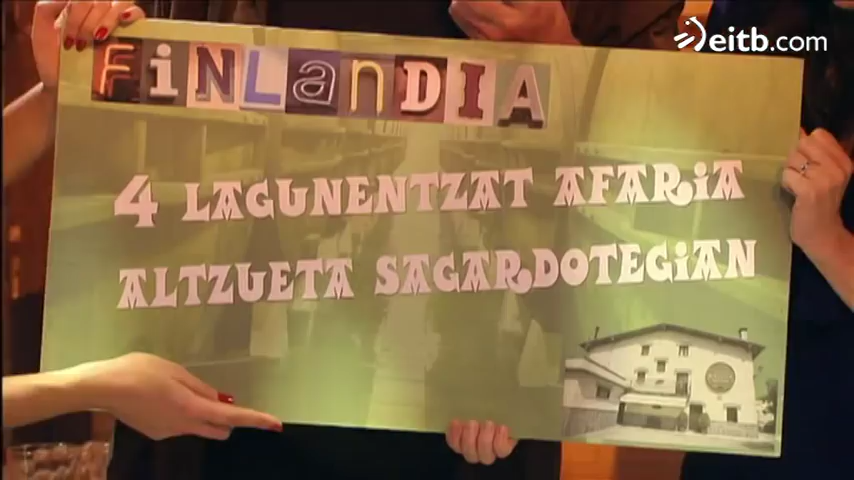 eitb.com
FiNLanDIA
4 LAGUNENTZAT AFARiA
ALTZUETA SAGARDOTEGiAN